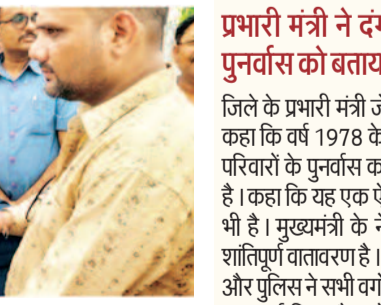 प्रभारी मंत्री ने दंग
पुनर्वास को बताय
जिले के प्रभारी मंत्री ज
कहा कि वर्ष 1978 के
परिवारों के पुनर्वास क
है। कहा कि यह एक ऐ
भी है। मुख्यमंत्री के ने
शांतिपूर्ण वातावरण है।
और पुलिस ने सभी वर्गो